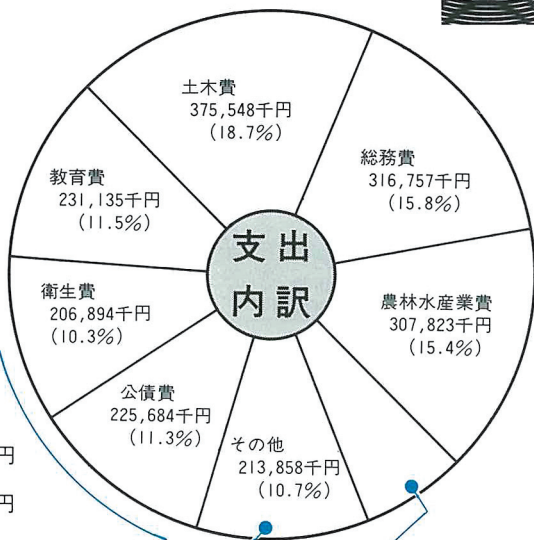 土木費
375,548千円
(18.7%)
総務費
316,757千円
(15.8%)
教育費
231,135千円
(11.5%)
支出
内訳
農林水産業費
307,823千円
(15.4%)
衛生費
206,894千円
(10.3%)
公債費
225,684千円
(11.3%)
その他
213,858千円
(10.7%)
円
円